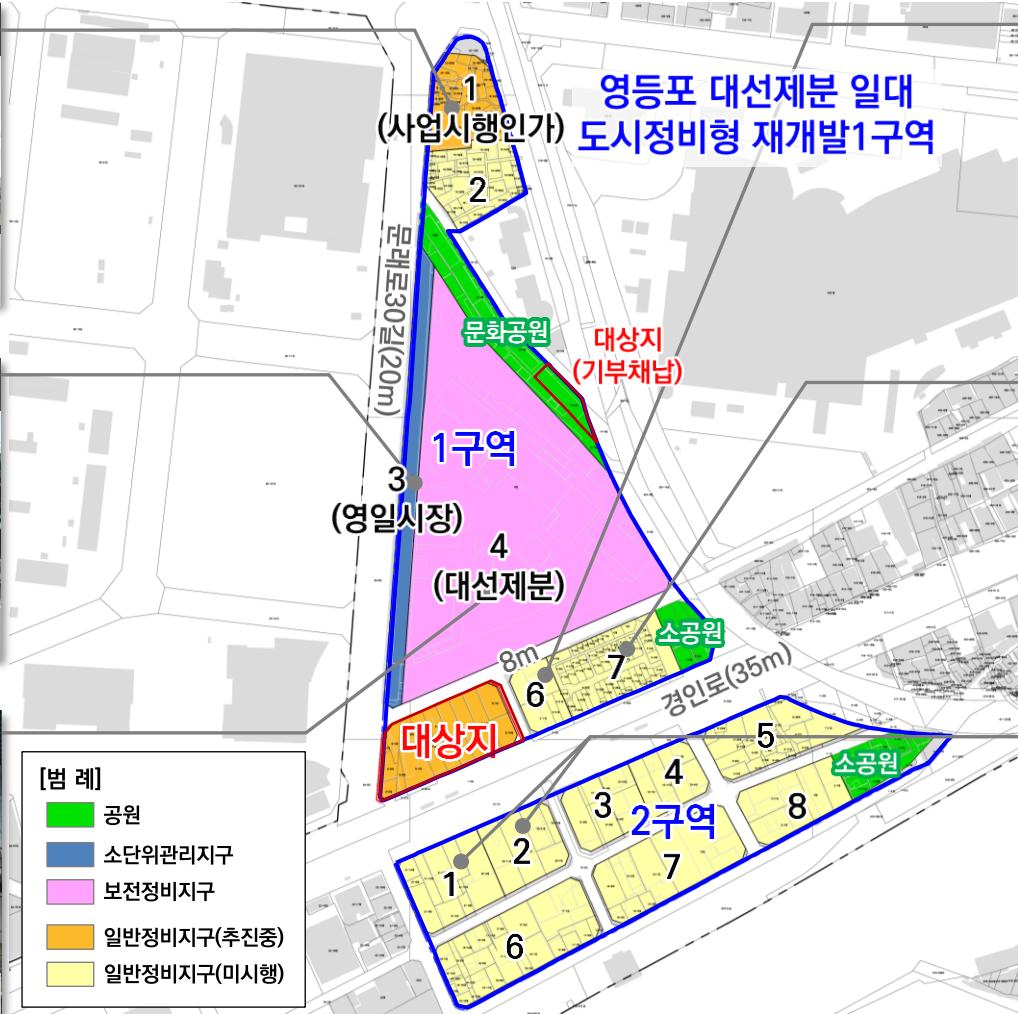 영등포 대선제분 일대
도시정비형 재개발1구역
1
(사업시행인가)
2
문래로30길(20m)
문화공원
대상지
(기부채납)
1구역
3
(영일시장)
4
(대선제분)
소공원
8m
7
6
경인로(35m)
대상지
5
소공원
4
3
2구역
8
2
7
1
6
[범 례]
공원
소단위관리지구
보전정비지구
일반정비지구(추진중)
일반정비지구(미시행)